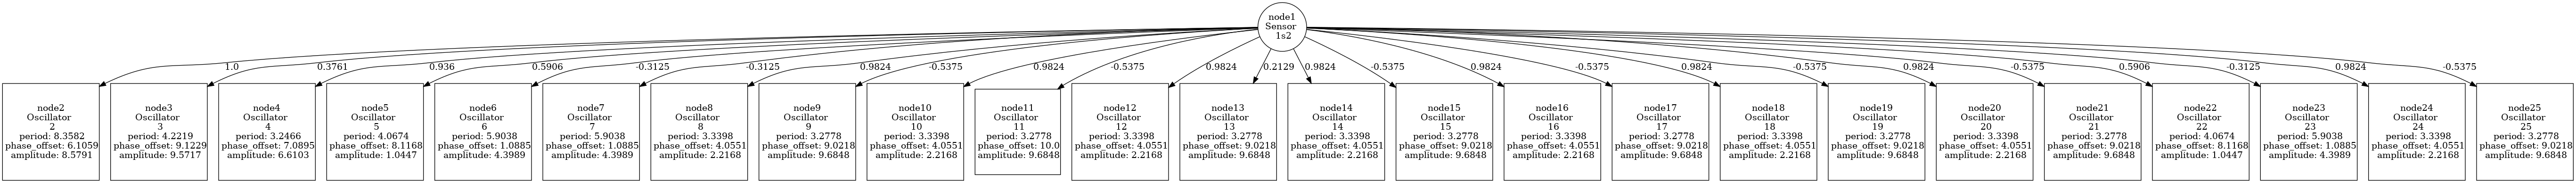 node1
Sensor
1s2
1.0
0.3761
0.936
0.5906
-0.3125
-0.3125
0.9824
-0.5375
0.9824
-0.5375
0.9824
0.2129
0.9824
-0.5375
0.9824
-0.5375
0.9824
-0.5375
0.9824
-0.5375
0.5906
-0.3125
0.9824
-0.5375
node2
Oscillator
2
period: 8.3582
phase_offset: 6.1059
amplitude: 8.5791
node3
Oscillator
3
period: 4.2219
phase_offset: 9.1229
amplitude: 9.5717
node4
Oscillator
4
period: 3.2466
phase_offset: 7.0895
amplitude: 6.6103
node5
Oscillator
5
period: 4.0674
phase_offset: 8.1168
amplitude: 1.0447
node6
Oscillator
6
period: 5.9038
phase_offset: 1.0885
amplitude: 4.3989
node7
Oscillator
7
period: 5.9038
phase_offset: 1.0885
amplitude: 4.3989
node8
Oscillator
8
period: 3.3398
phase_offset: 4.0551
amplitude: 2.2168
node9
Oscillator
9
period: 3.2778
phase_offset: 9.0218
amplitude: 9.6848
node10
Oscillator
10
period: 3.3398
phase_offset: 4.0551
amplitude: 2.2168
node11
Oscillator
11
period: 3.2778
phase_offset: 10.0
amplitude: 9.6848
node12
Oscillator
12
period: 3.3398
phase_offset: 4.0551
amplitude: 2.2168
node13
Oscillator
13
period: 3.2778
phase_offset: 9.0218
amplitude: 9.6848
node14
Oscillator
14
period: 3.3398
phase_offset: 4.0551
amplitude: 2.2168
node15
Oscillator
15
period: 3.2778
phase_offset: 9.0218
amplitude: 9.6848
node16
Oscillator
16
period: 3.3398
phase_offset: 4.0551
amplitude: 2.2168
node17
Oscillator
17
period: 3.2778
phase_offset: 9.0218
amplitude: 9.6848
node18
Oscillator
18
period: 3.3398
phase_offset: 4.0551
amplitude: 2.2168
node19
Oscillator
19
period: 3.2778
phase_offset: 9.0218
amplitude: 9.6848
node20
Oscillator
20
period: 3.3398
phase_offset: 4.0551
amplitude: 2.2168
node21
Oscillator
21
period: 3.2778
phase_offset: 9.0218
amplitude: 9.6848
node22
Oscillator
22
period: 4.0674
phase_offset: 8.1168
amplitude: 1.0447
node23
Oscillator
23
period: 5.9038
phase_offset: 1.0885
amplitude: 4.3989
node24
Oscillator
24
period: 3.3398
phase_offset: 4.0551
amplitude: 2.2168
node25
Oscillator
25
period: 3.2778
phase_offset: 9.0218
amplitude: 9.6848